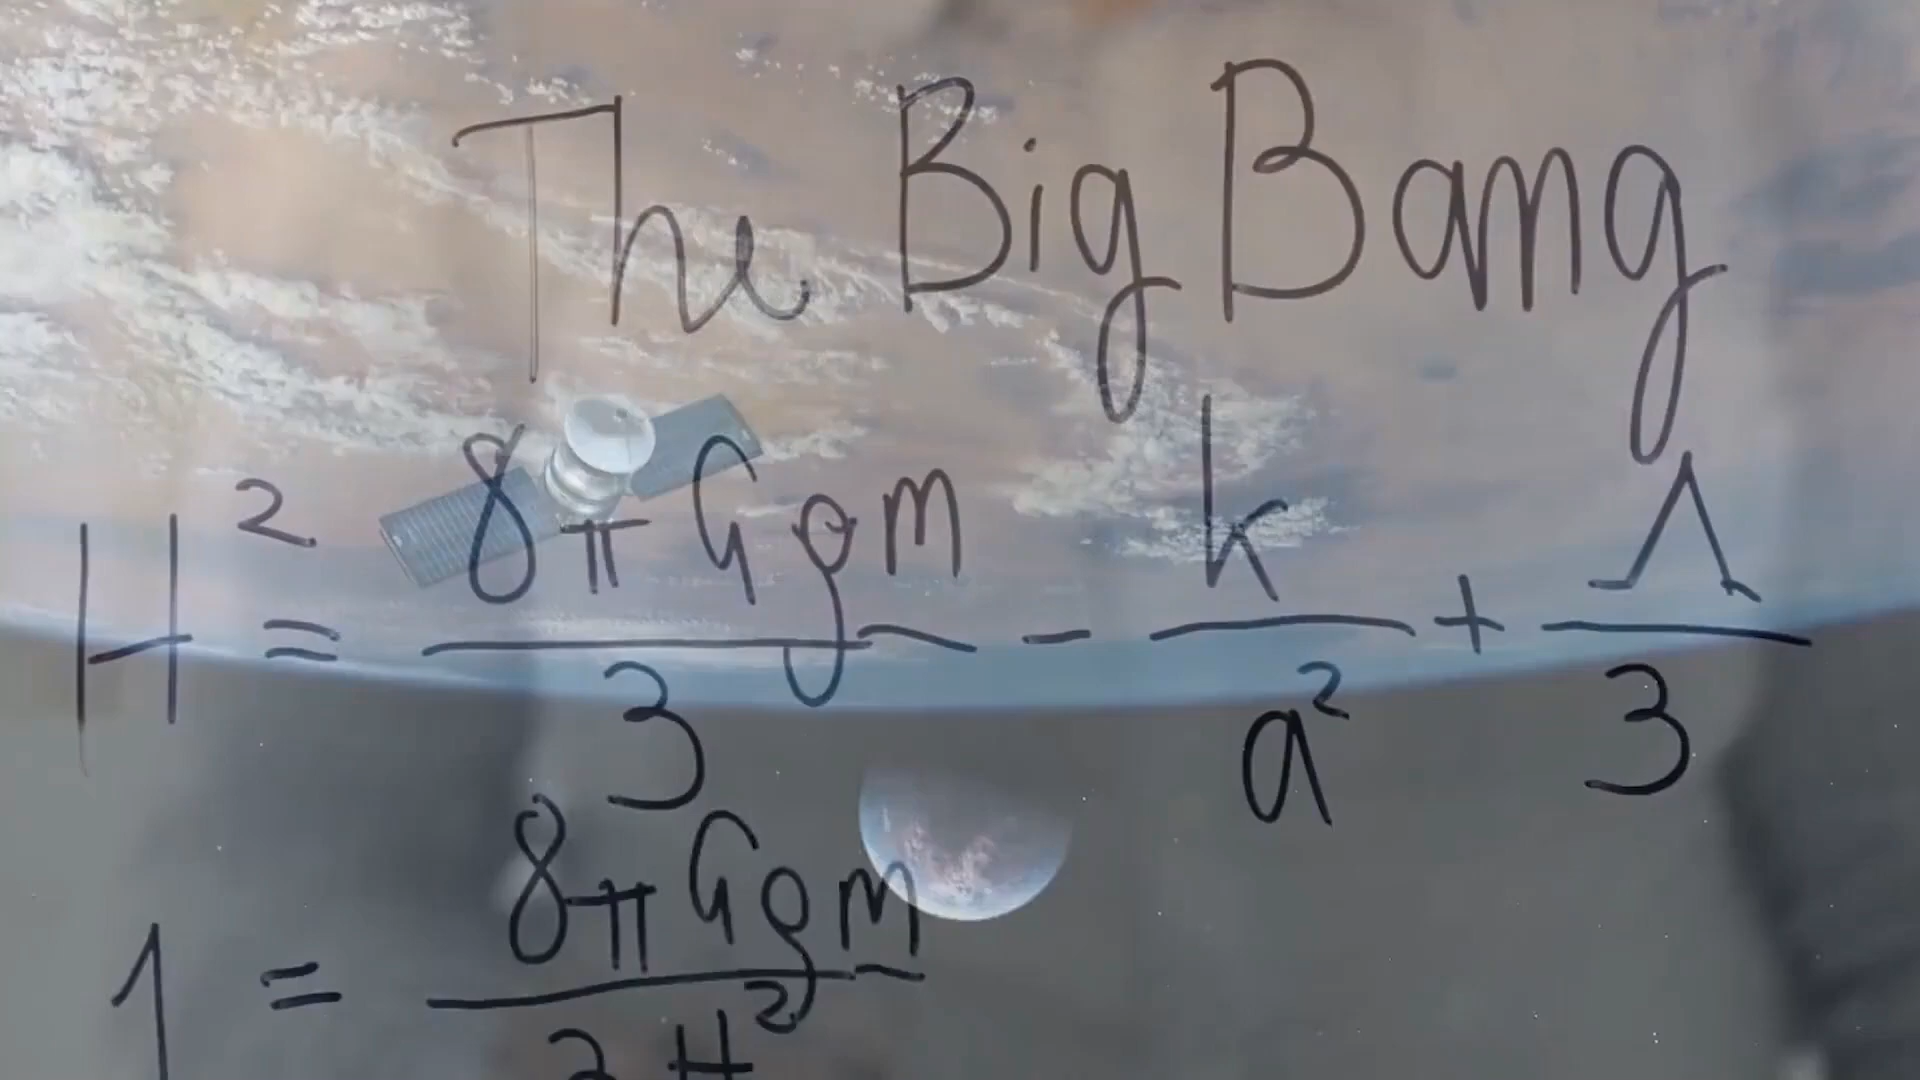 The Big Bang
H² = 8πGρm/3 - k/a² + Λ/3
1 = 8πGρm/3H²